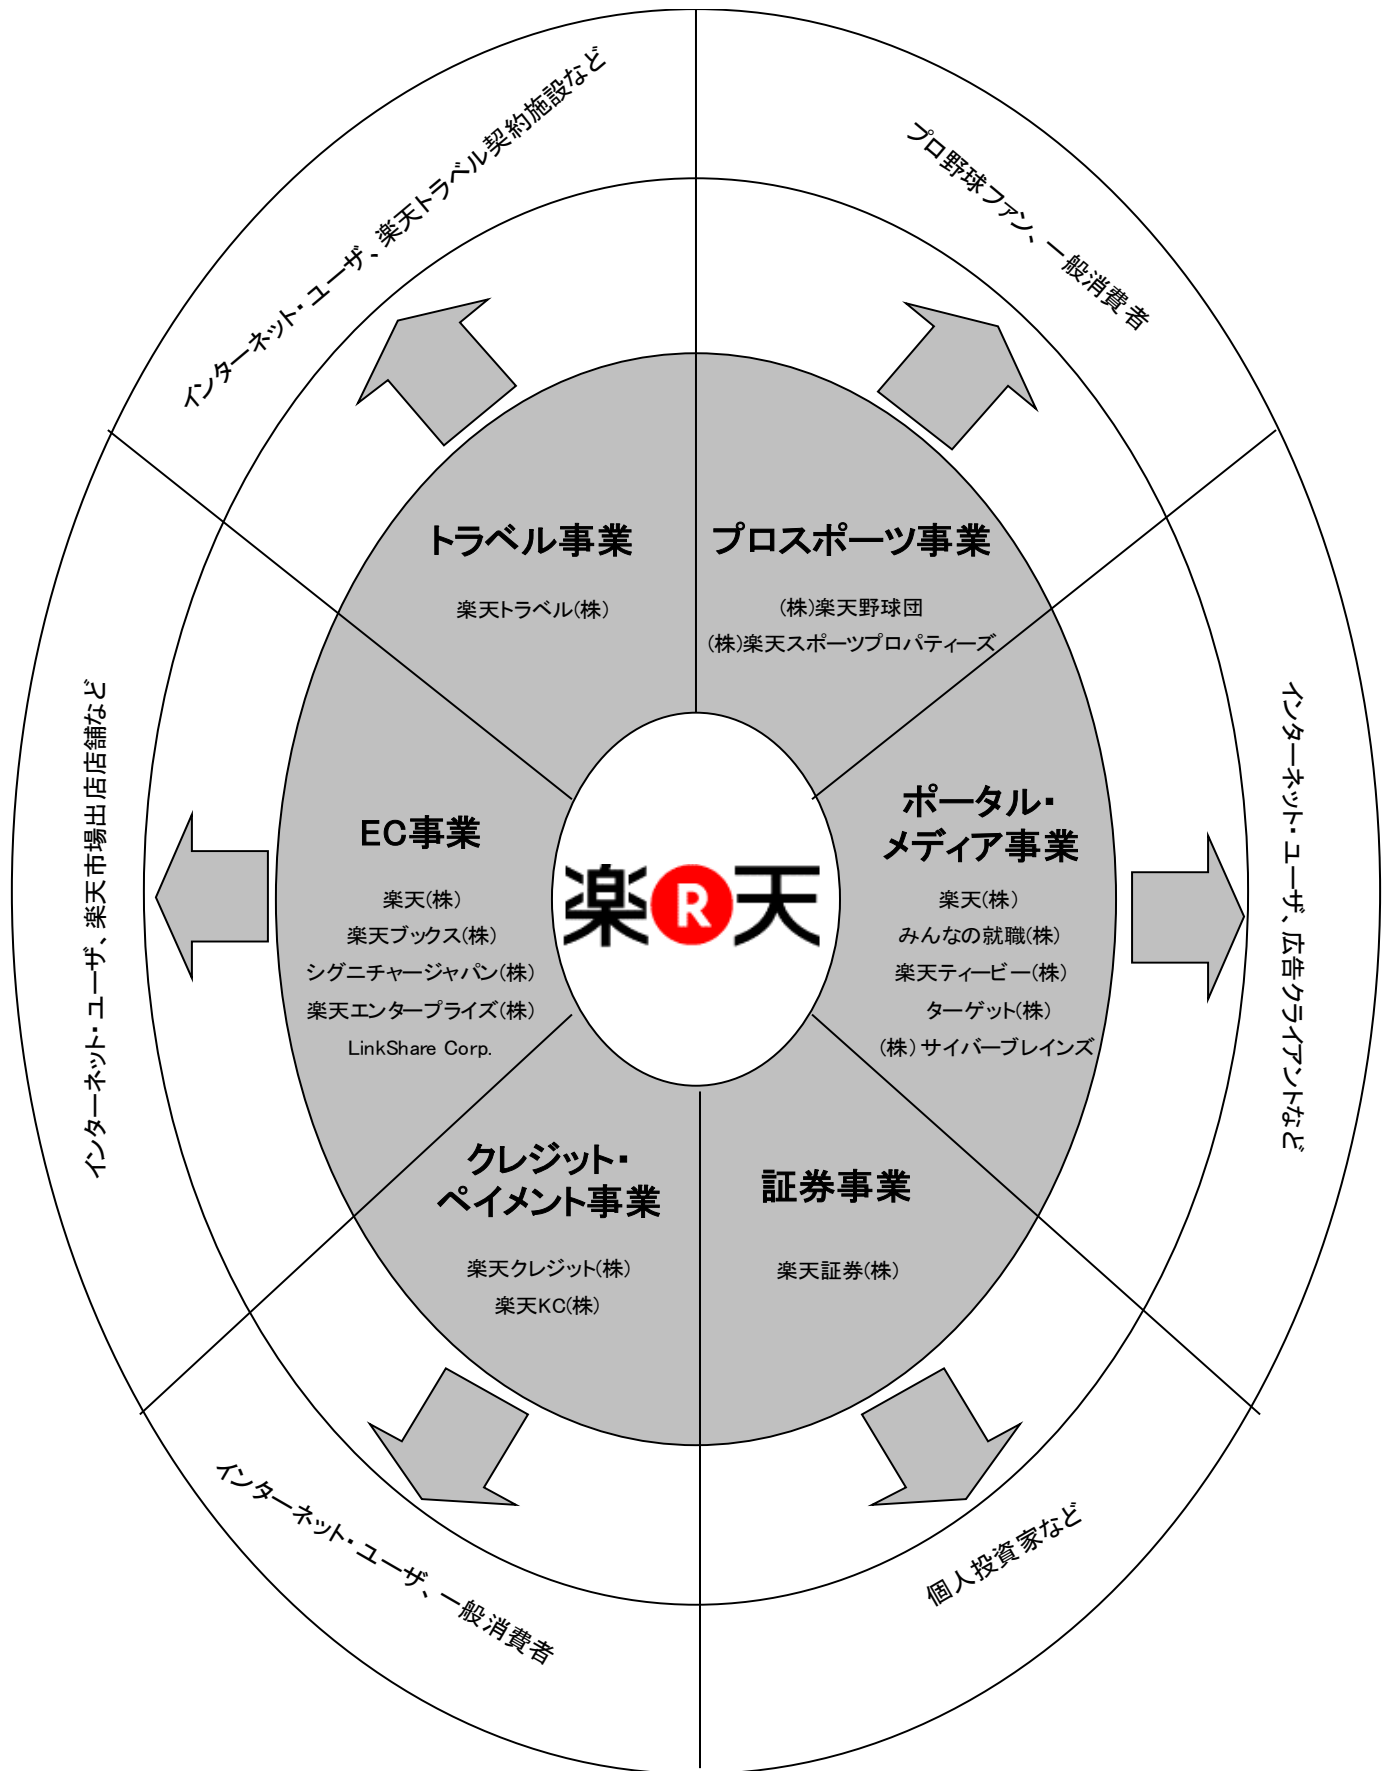 インターネット・ユーザ、楽天トラベル契約施設など
プロ野球ファン、一般消費者
トラベル事業
楽天トラベル(株)
プロスポーツ事業
(株)楽天野球団
(株)楽天スポーツプロパティーズ
インターネット・ユーザ、楽天市場出店店舗など
EC事業
楽天(株)
楽天ブックス(株)
シグニチャージャパン(株)
楽天エンタープライズ(株)
LinkShare Corp.
楽R天
ポータル・
メディア事業
楽天(株)
みんなの就職(株)
楽天ティービー(株)
ターゲット(株)
(株)サイバーブレインズ
インターネット・ユーザ、広告クライアントなど
クレジット・
ペイメント事業
楽天クレジット(株)
楽天KC(株)
証券事業
楽天証券(株)
インターネット・ユーザ、一般消費者
個人投資家など